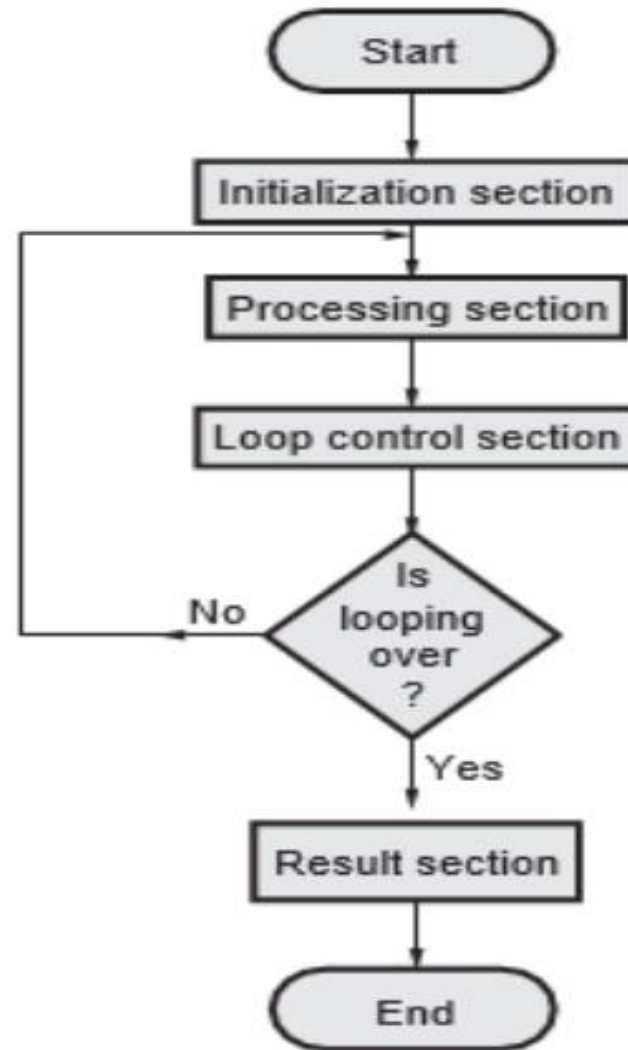 Start
Initialization section
Processing section
Loop control section
Is
looping
over
?
No
Yes
Result section
End